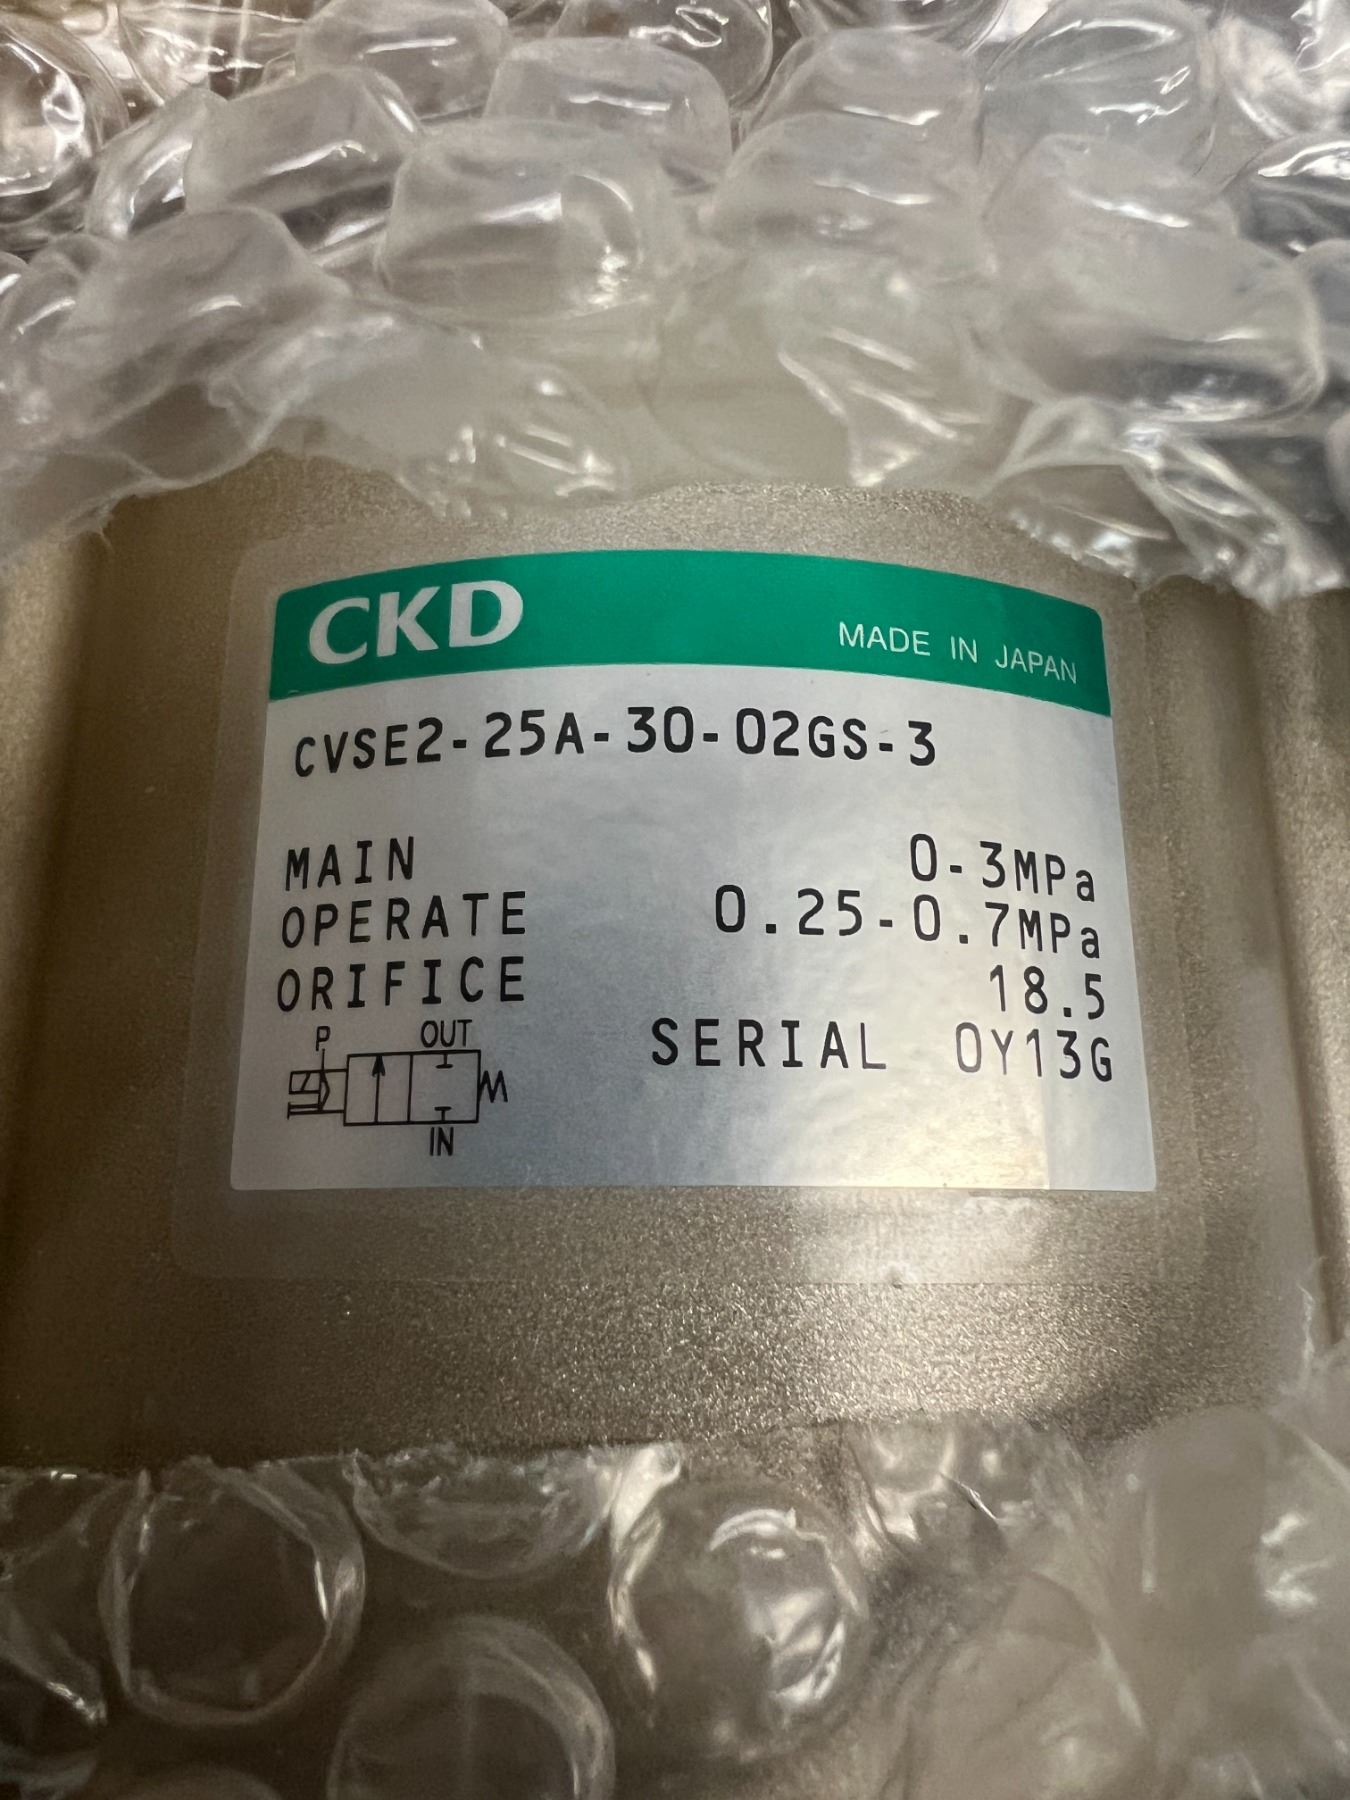 CKD
MADE IN JAPAN
CVSE2-25A-30-02GS-3
MAIN 0-3MPa
OPERATE 0.25-0.7MPa
ORIFICE 18.5
SERIAL 0Y13G
P OUT
IN